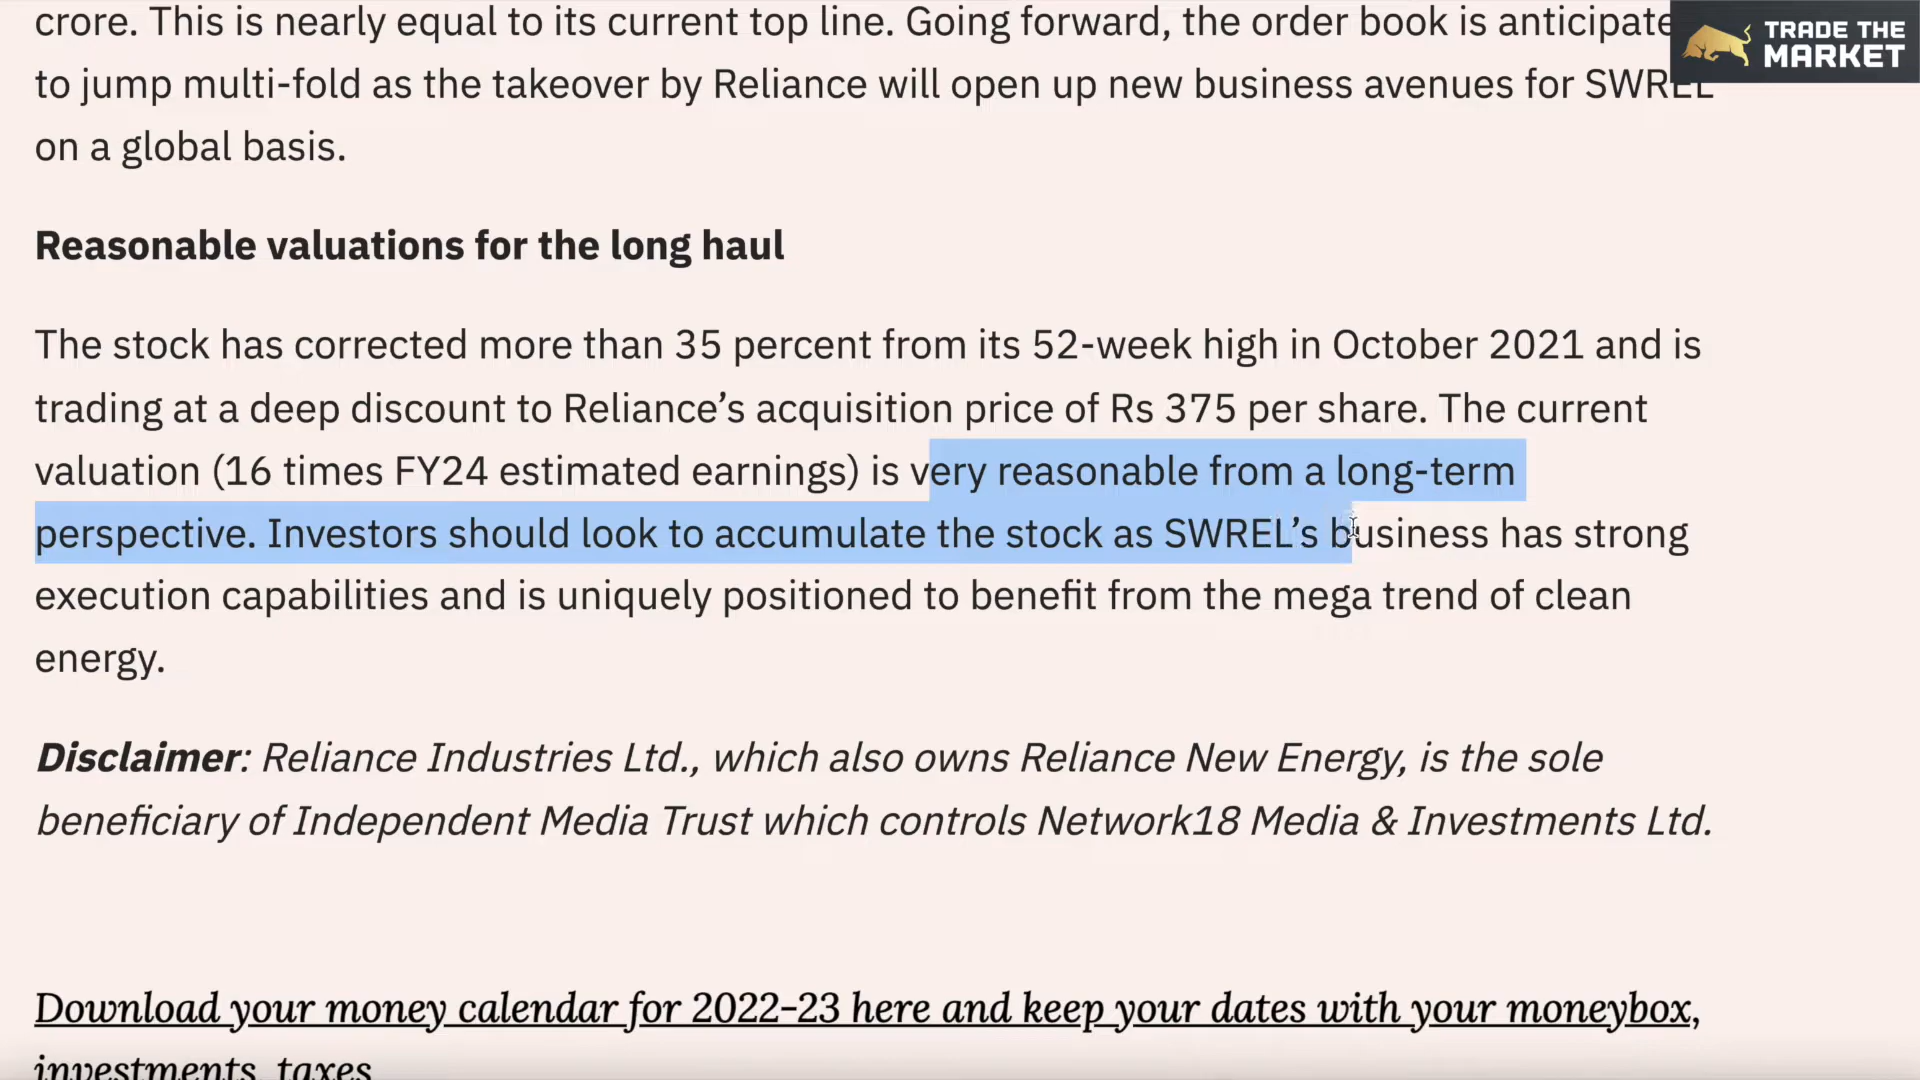 crore. This is nearly equal to its current top line. Going forward, the order book is anticipate
to jump multi-fold as the takeover by Reliance will open up new business avenues for SWREL
on a global basis.
TRADE THE
MARKET
Reasonable valuations for the long haul
The stock has corrected more than 35 percent from its 52-week high in October 2021 and is
trading at a deep discount to Reliance’s acquisition price of Rs 375 per share. The current
valuation (16 times FY24 estimated earnings) is very reasonable from a long-term
perspective. Investors should look to accumulate the stock as SWREL’s business has strong
execution capabilities and is uniquely positioned to benefit from the mega trend of clean
energy.
Disclaimer: Reliance Industries Ltd., which also owns Reliance New Energy, is the sole
beneficiary of Independent Media Trust which controls Network18 Media & Investments Ltd.
Download your money calendar for 2022-23 here and keep your dates with your moneybox,
investments, taxes